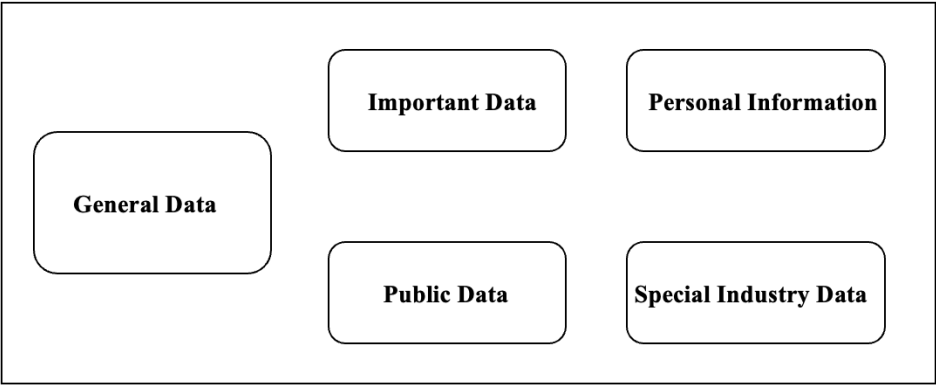 Important Data
Personal Information
General Data
Public Data
Special Industry Data